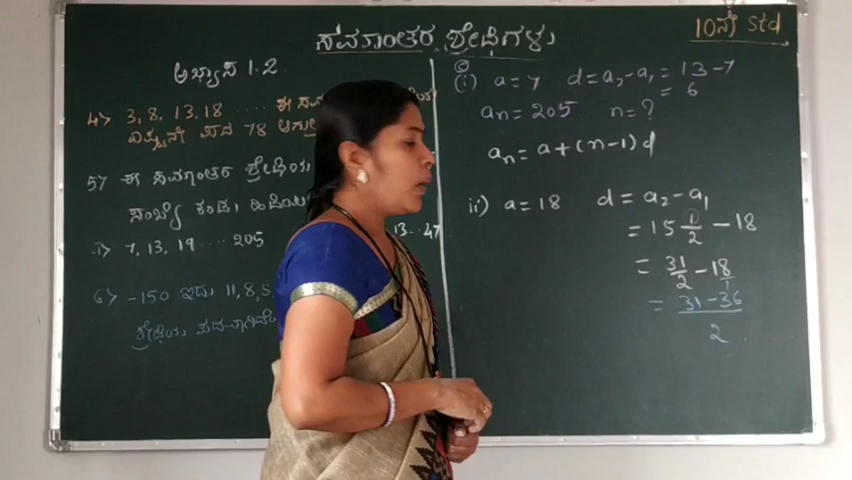 ಸಮಾಂತರ ಶ್ರೇಢಿಗಳು
10ನೇ std
ಅಭ್ಯಾಸ 1.2
4> 3, 8, 13, 18 .... ಈ
ಎಷ್ಟನೇ ಪದ 78
5> ಈ ಸಮಾಂತರ ಶ್ರೇಢಿಯ
ಸಂಖ್ಯೆ ಕಂಡು ಹಿಡಿಯಿರಿ
i) 7, 13, 19 .... 205
13...-47
6> -150 ಇದು 11, 8, 5
ಶ್ರೇಢಿಯ ಪದವಾಗಿದೆಯೇ
(i) a = 7 d = a₂-a₁ = 13-7
= 6
an = 205 n = ?
an = a+(n-1)d
ii) a = 18 d = a₂-a₁
= 15 1/2 - 18
= 31/2 - 18/1
= 31-36
2